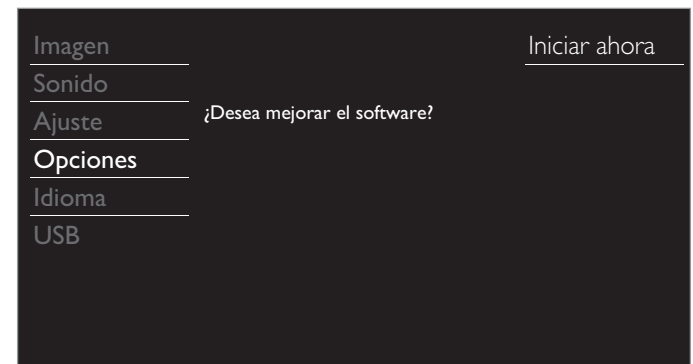 Imagen
Sonido
Ajuste
Opciones
Idioma
USB
¿Desea mejorar el software?
Iniciar ahora